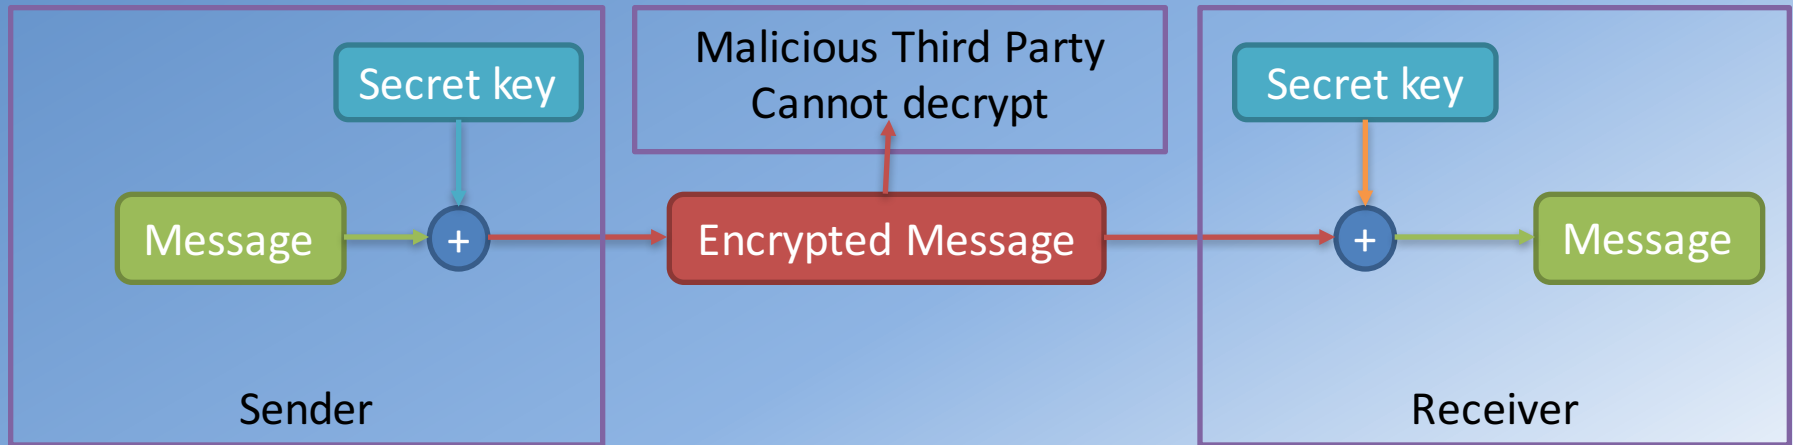 Secret key
Message
+
Sender
Malicious Third Party
Cannot decrypt
Encrypted Message
Secret key
+
Message
Receiver